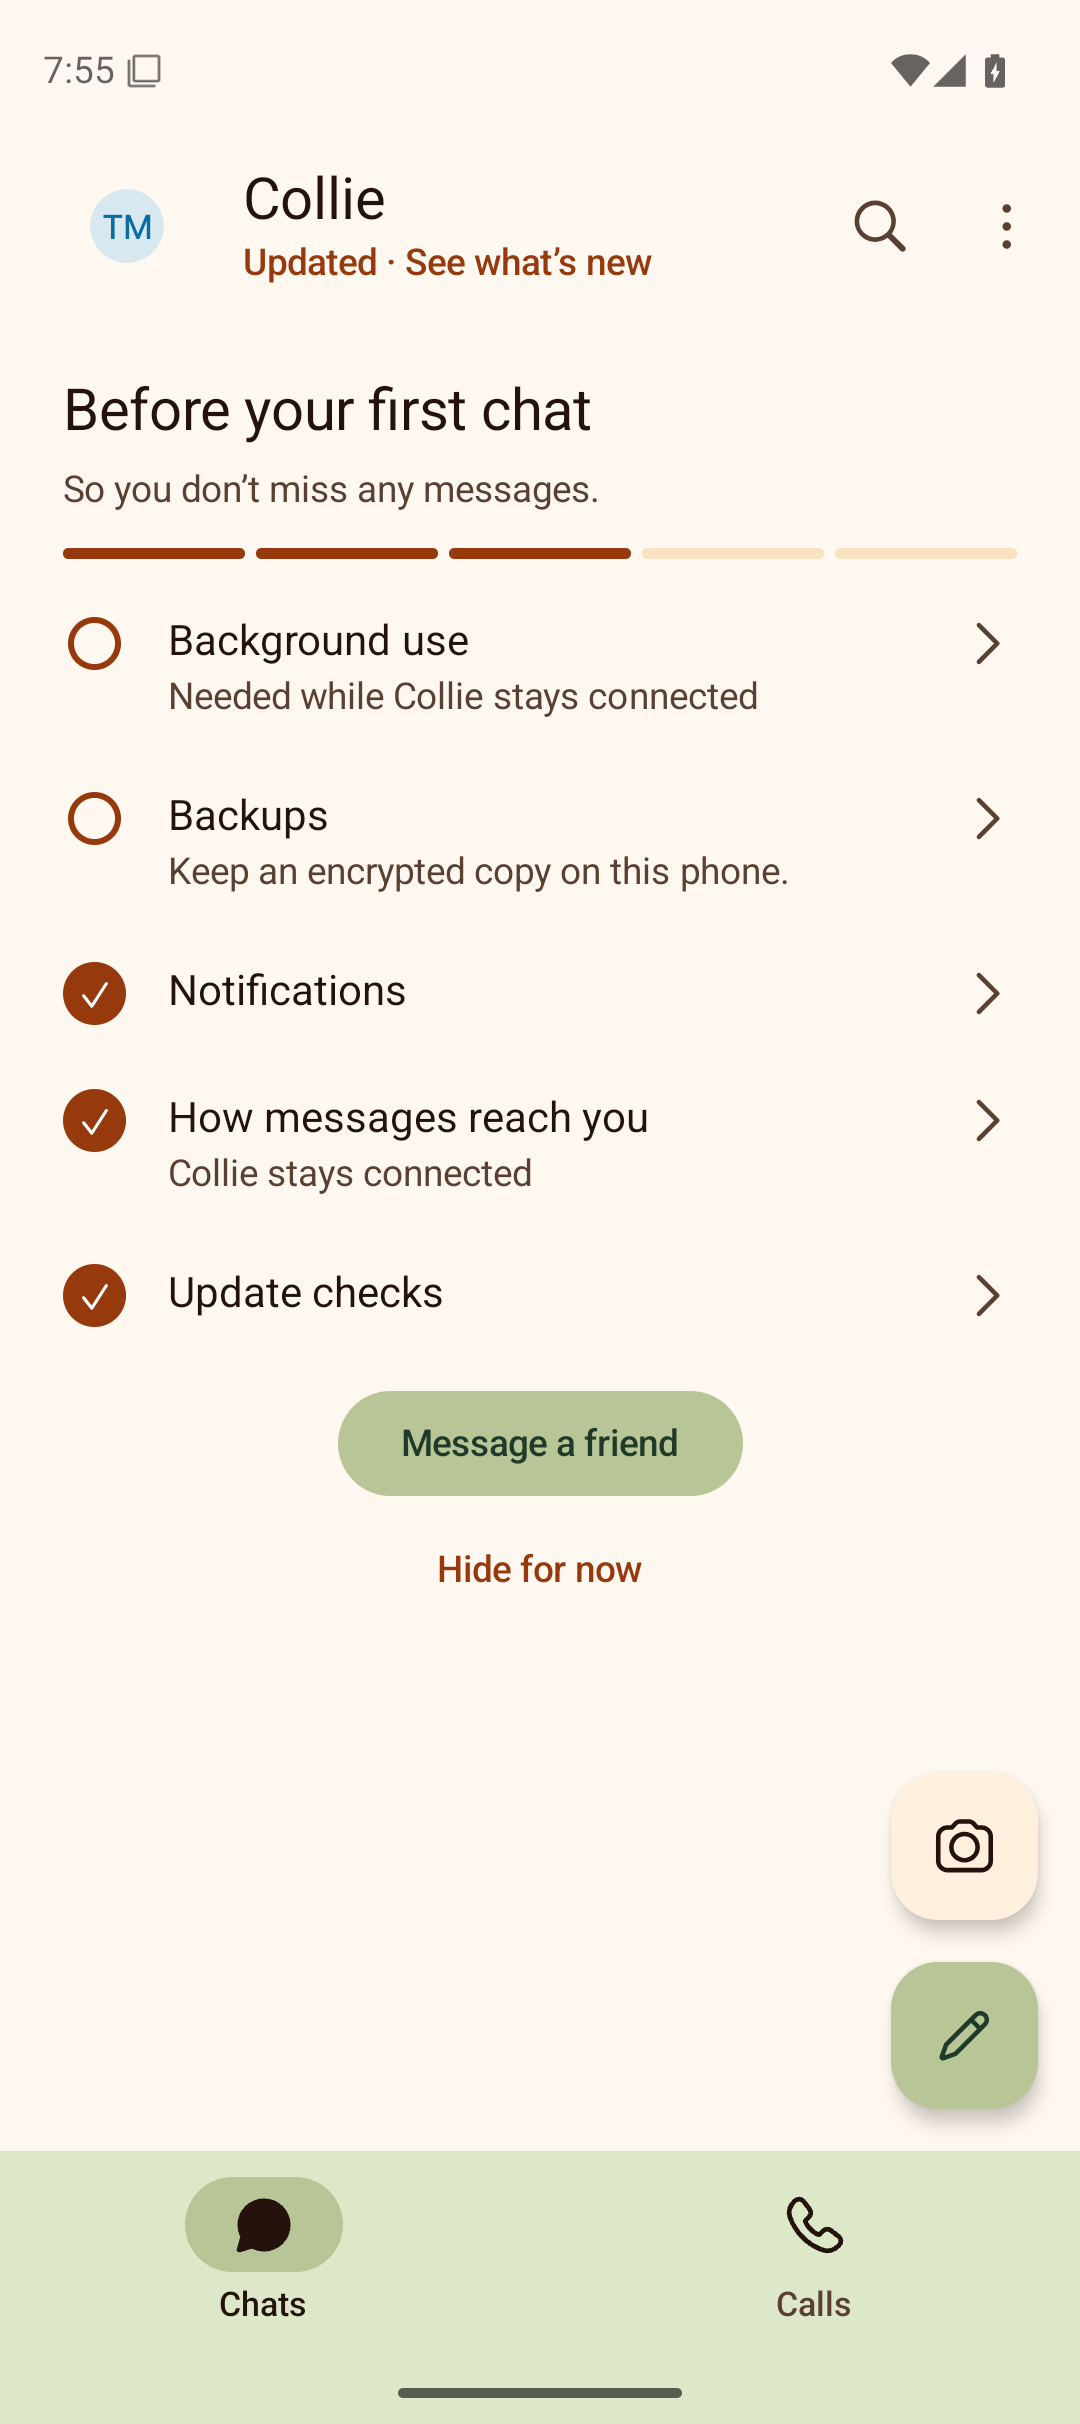 7:55
TM
Collie
Updated · See what’s new
Before your first chat
So you don’t miss any messages.
Background use
Needed while Collie stays connected
Backups
Keep an encrypted copy on this phone.
Notifications
How messages reach you
Collie stays connected
Update checks
Message a friend
Hide for now
Chats
Calls